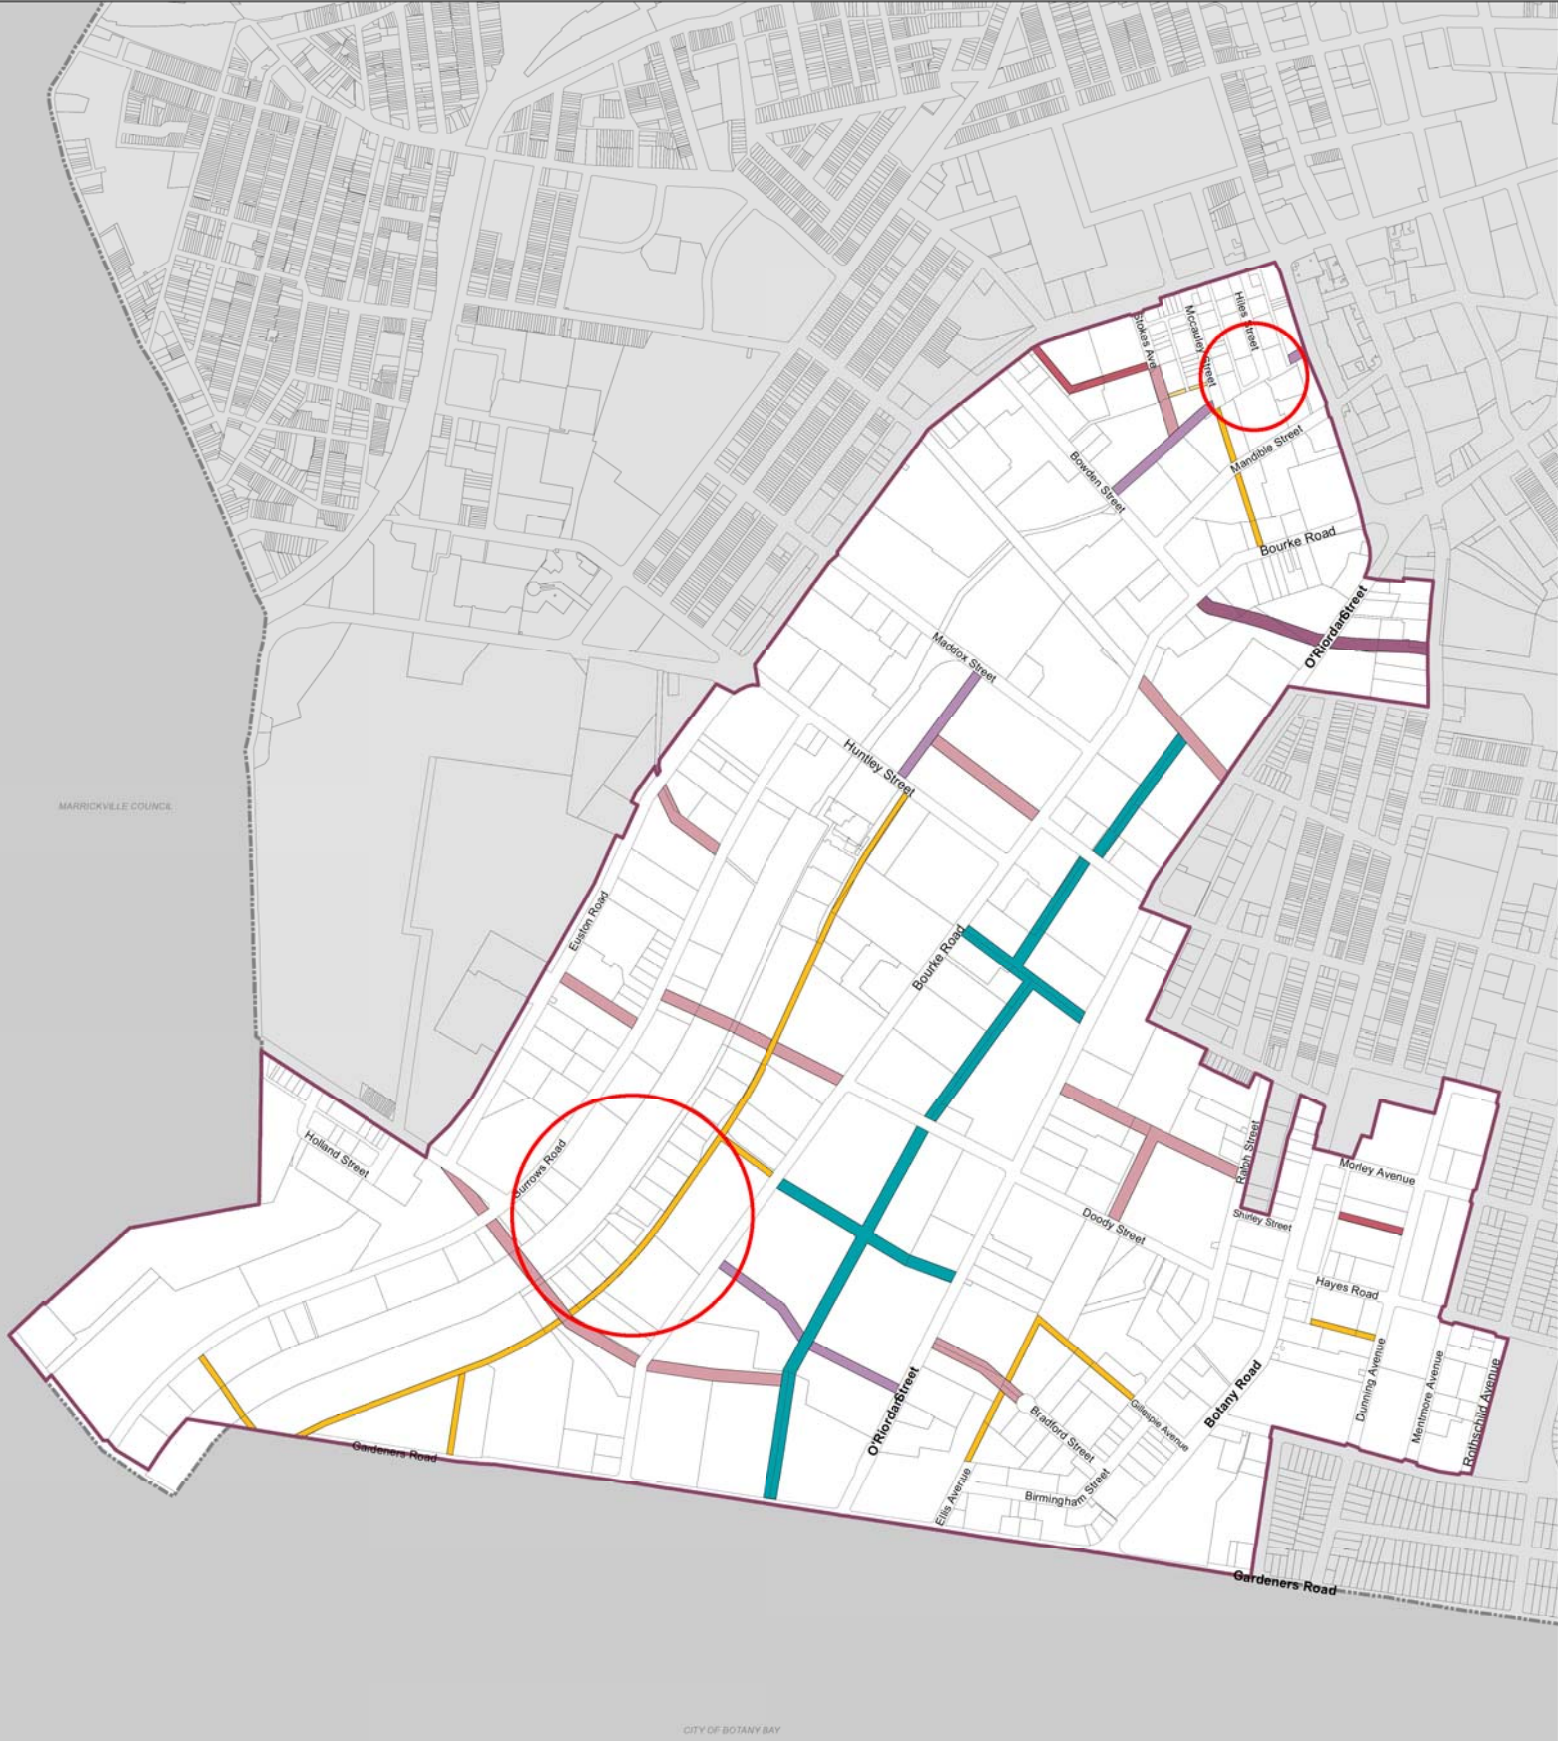 Hiles Street
Mccauley Street
Stokes Ave
Mandible Street
Bowden Street
Bourke Road
O'Riordan Street
Maddox Street
Huntley Street
MARRICKVILLE COUNCIL
Euston Road
Bourke Road
Holland Street
Burrows Road
Ralph Street
Morley Avenue
Shirley Street
Doody Street
Hayes Road
Dunning Avenue
Mentmore Avenue
Rothschild Avenue
Botany Road
Gillespie Avenue
O'Riordan Street
Bradford Street
Gardeners Road
Ellis Avenue
Birmingham Street
Gardeners Road
CITY OF BOTANY BAY